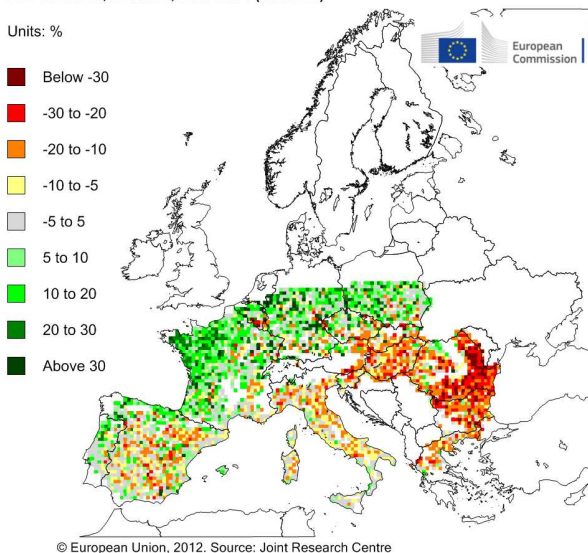 Units: %
European
Commission
Below -30
-30 to -20
-20 to -10
-10 to -5
-5 to 5
5 to 10
10 to 20
20 to 30
Above 30
© European Union, 2012. Source: Joint Research Centre